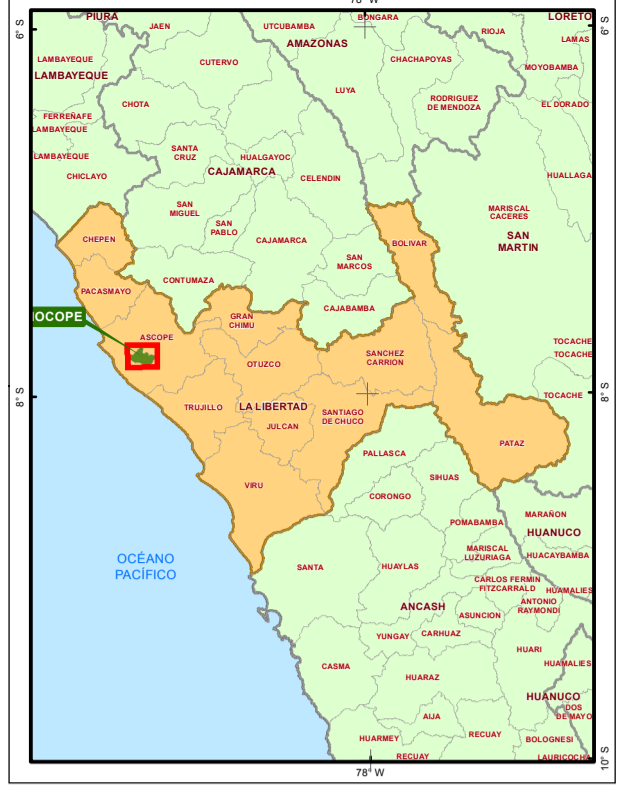 78° W
6° S
6° S
PIURA
JAEN
UTCUBAMBA
BONGARA
LORETO
RIOJA
LAMAS
AMAZONAS
LAMBAYEQUE
CUTERVO
CHACHAPOYAS
MOYOBAMBA
LAMBAYEQUE
LUYA
CHOTA
RODRIGUEZ
DE MENDOZA
EL DORADO
FERREÑAFE
LAMBAYEQUE
SANTA
CRUZ
HUALGAYOC
LAMBAYEQUE
CHICLAYO
CAJAMARCA
CELENDIN
HUALLAGA
SAN
MIGUEL
MARISCAL
CACERES
SAN
PABLO
CHEPEN
CAJAMARCA
BOLIVAR
SAN
MARTIN
SAN
MARCOS
CONTUMAZA
PACASMAYO
CAJABAMBA
IOCOPE
GRAN
CHIMU
ASCOPE
TOCACHE
TOCACHE
OTUZCO
SANCHEZ
CARRION
8° S
8° S
TOCACHE
TRUJILLO
LA LIBERTAD
SANTIAGO
DE CHUCO
JULCAN
PATAZ
PALLASCA
VIRU
SIHUAS
CORONGO
MARAÑON
POMABAMBA
HUANUCO
OCÉANO
PACÍFICO
SANTA
HUAYLAS
MARISCAL
LUZURIAGA
HUACAYBAMBA
CARLOS FERMIN
FITZCARRALD
HUAMALIES
ANCASH
ANTONIO
RAYMONDI
ASUNCION
YUNGAY
CARHUAZ
HUARI
CASMA
HUAMALIES
HUARAZ
HUANUCO
DOS
DE MAYO
AIJA
HUARMEY
RECUAY
BOLOGNESI
RECUAY
LAURICOCHA
10° S
78° W